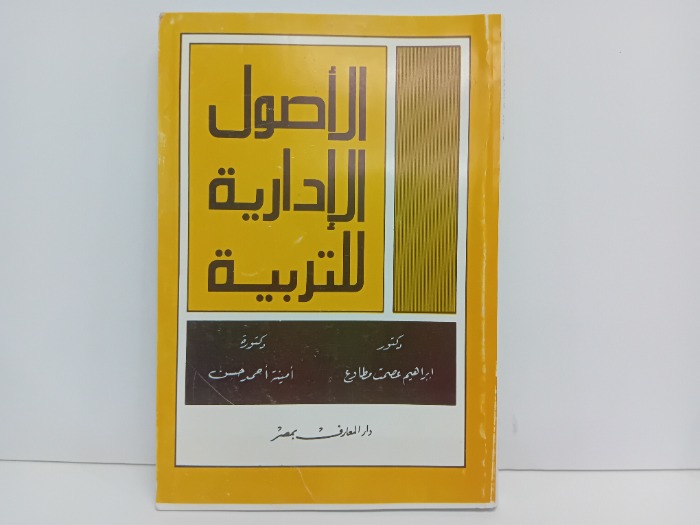 الأصول
الإدارية
للتربية
دكتور
ابراهيم عصمت مطاوع
دكتورة
أمينة أحمد حسن
دار المعارف بمصر